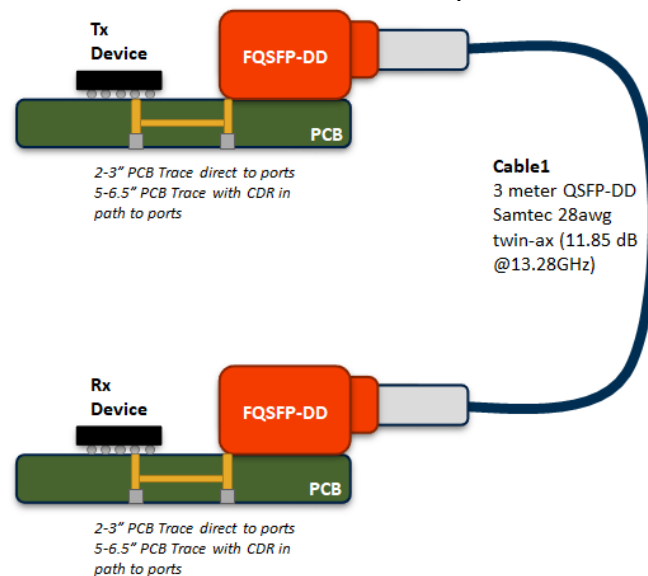 Tx
Device
FQSFP-DD
PCB
2-3” PCB Trace direct to ports
5-6.5” PCB Trace with CDR in
path to ports
Cable1
3 meter QSFP-DD
Samtec 28awg
twin-ax (11.85 dB
@13.28GHz)
Rx
Device
FQSFP-DD
PCB
2-3” PCB Trace direct to ports
5-6.5” PCB Trace with CDR in
path to ports